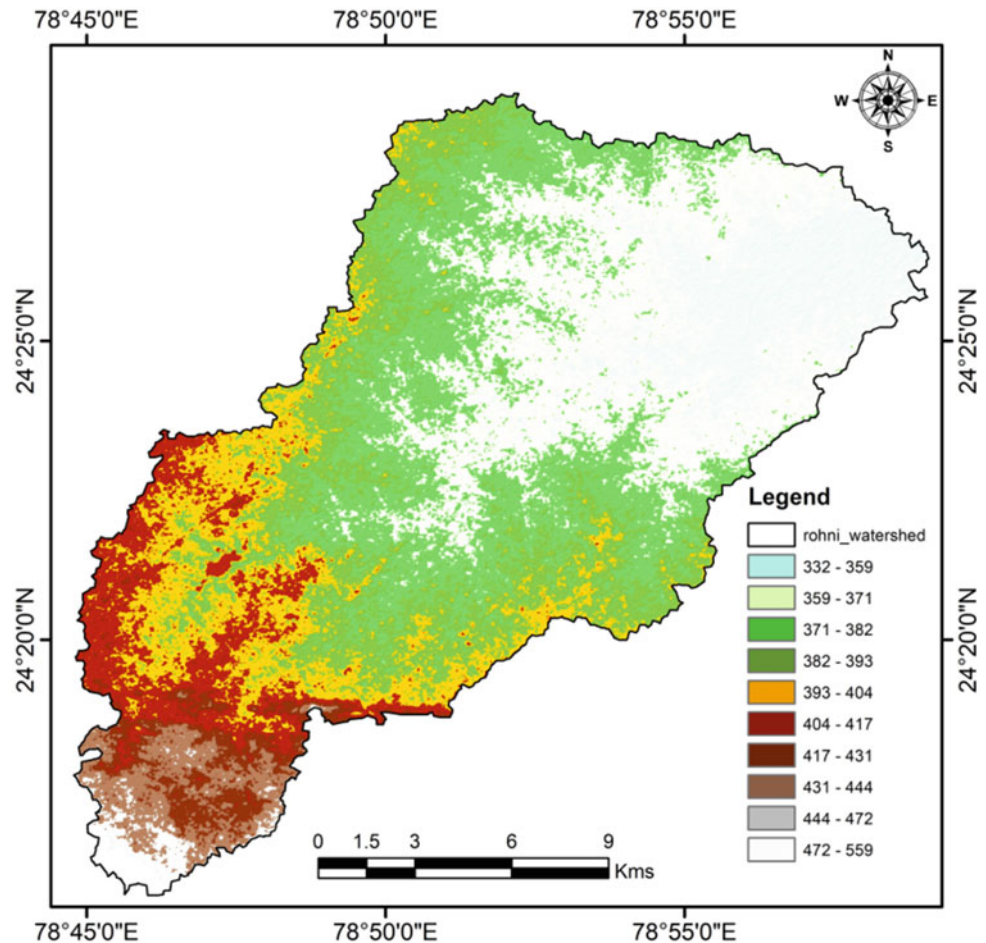 78°45'0"E 78°50'0"E 78°55'0"E
N
W E
S
24°25'0"N 24°25'0"N
Legend
rohni_watershed
332 - 359
359 - 371
371 - 382
382 - 393
393 - 404
404 - 417
417 - 431
431 - 444
444 - 472
472 - 559
24°20'0"N 24°20'0"N
0 1.5 3 6 9
Kms
78°45'0"E 78°50'0"E 78°55'0"E